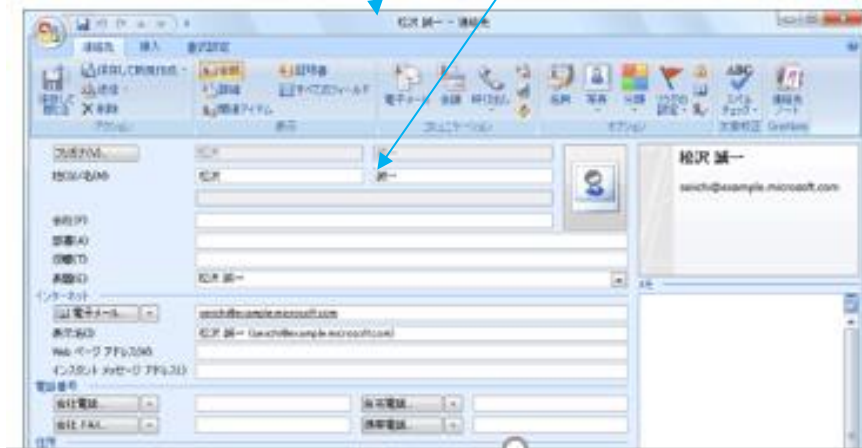 松沢 誠一 - 連絡先
連絡先 挿入 書式設定
保存して新規作成 全般 証明書
送信 詳細 すべてのフィールド
保存して閉じる 削除 関連アイテム 電子メール 会議 呼び出し 名刺 写真 分類 スペル チェック 連絡先 ノート
アクション 表示 コミュニケーション オプション 文章校正 OneNote
フリガナ(M)...
姓(G)/名(M) 松沢 誠一
松沢 誠一
seiichi@example.microsoft.com
会社(P)
部署(A)
役職(T)
表題(E) 松沢 誠一
メモ
インターネット
電子メール... seiichi@example.microsoft.com
表示名(I) 松沢 誠一 (seiichi@example.microsoft.com)
Web ページ アドレス(W)
インスタント メッセージ アドレス(I)
電話番号
会社電話... 自宅電話...
会社 FAX... 携帯電話...
住所